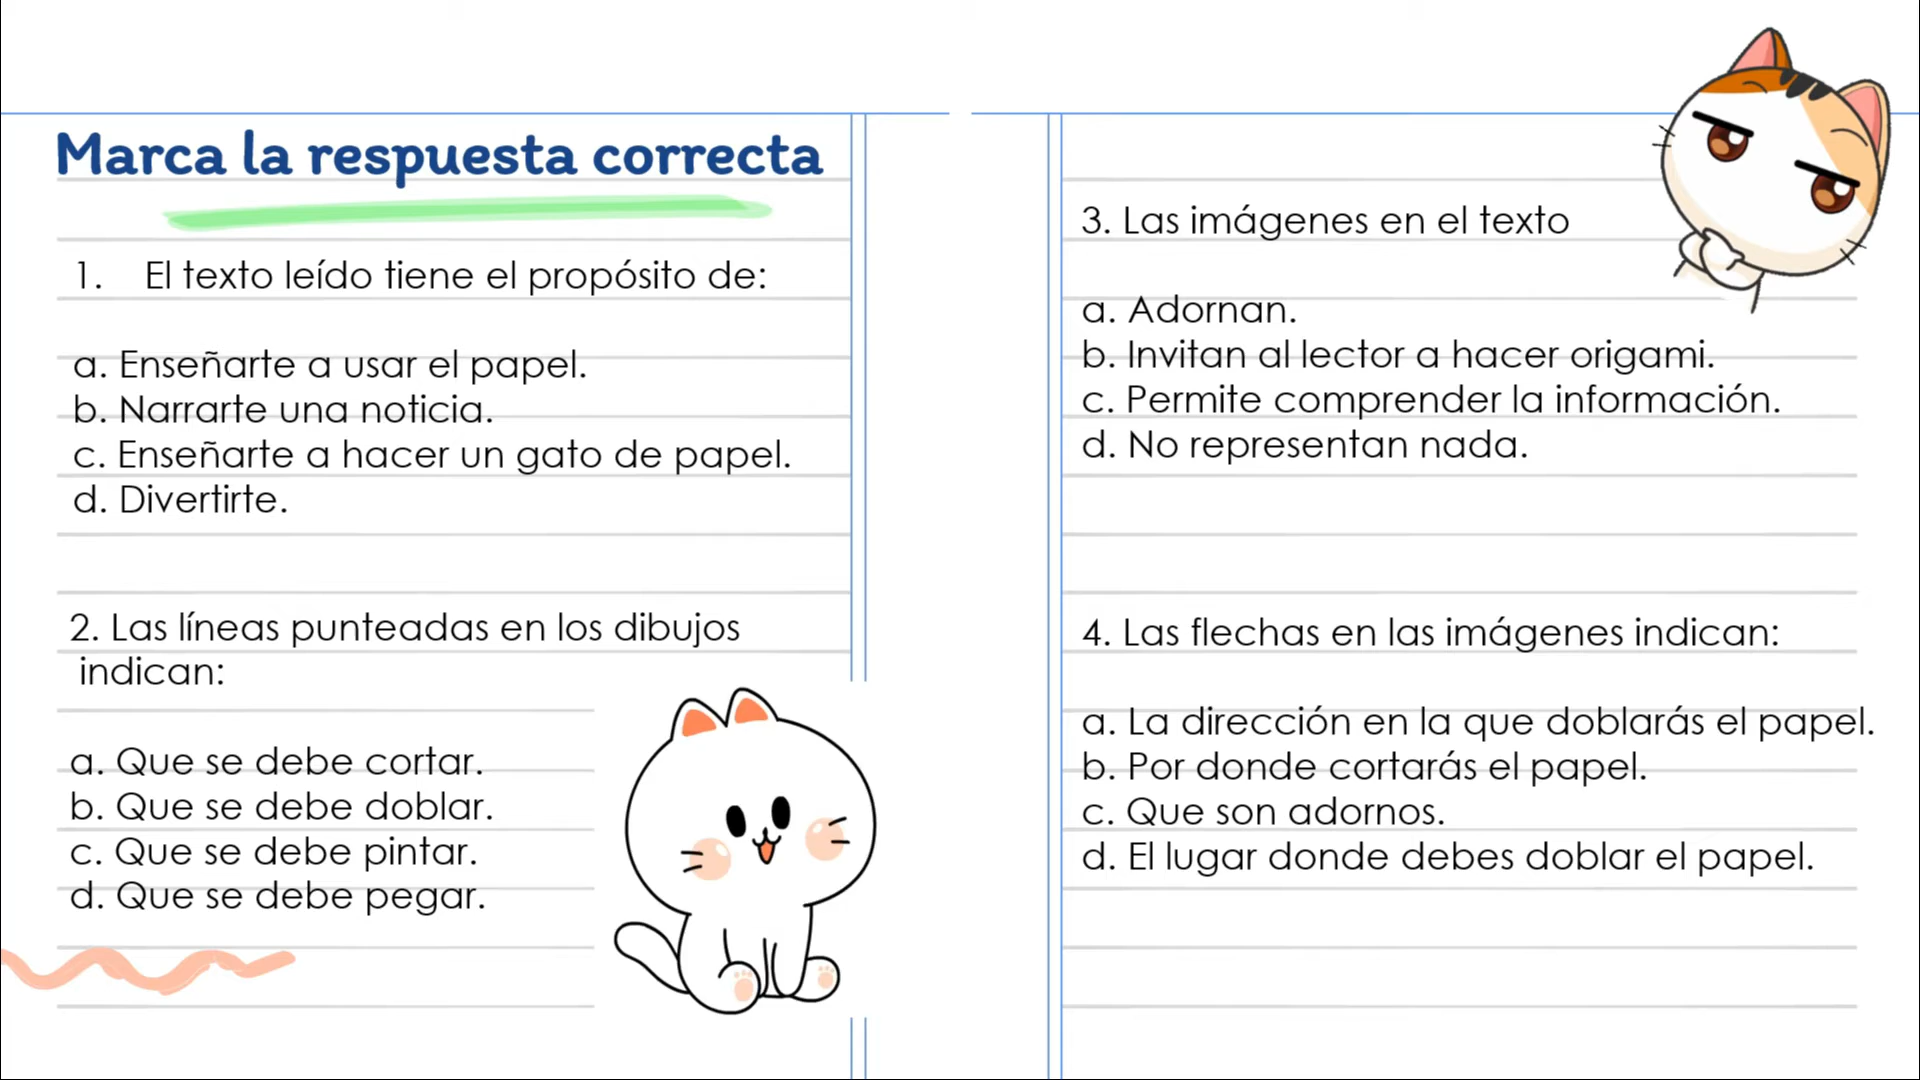 Marca la respuesta correcta
1. El texto leído tiene el propósito de:
a. Enseñarte a usar el papel.
b. Narrarte una noticia.
c. Enseñarte a hacer un gato de papel.
d. Divertirte.
2. Las líneas punteadas en los dibujos
indican:
a. Que se debe cortar.
b. Que se debe doblar.
c. Que se debe pintar.
d. Que se debe pegar.
3. Las imágenes en el texto
a. Adornan.
b. Invitan al lector a hacer origami.
c. Permite comprender la información.
d. No representan nada.
4. Las flechas en las imágenes indican:
a. La dirección en la que doblarás el papel.
b. Por donde cortarás el papel.
c. Que son adornos.
d. El lugar donde debes doblar el papel.